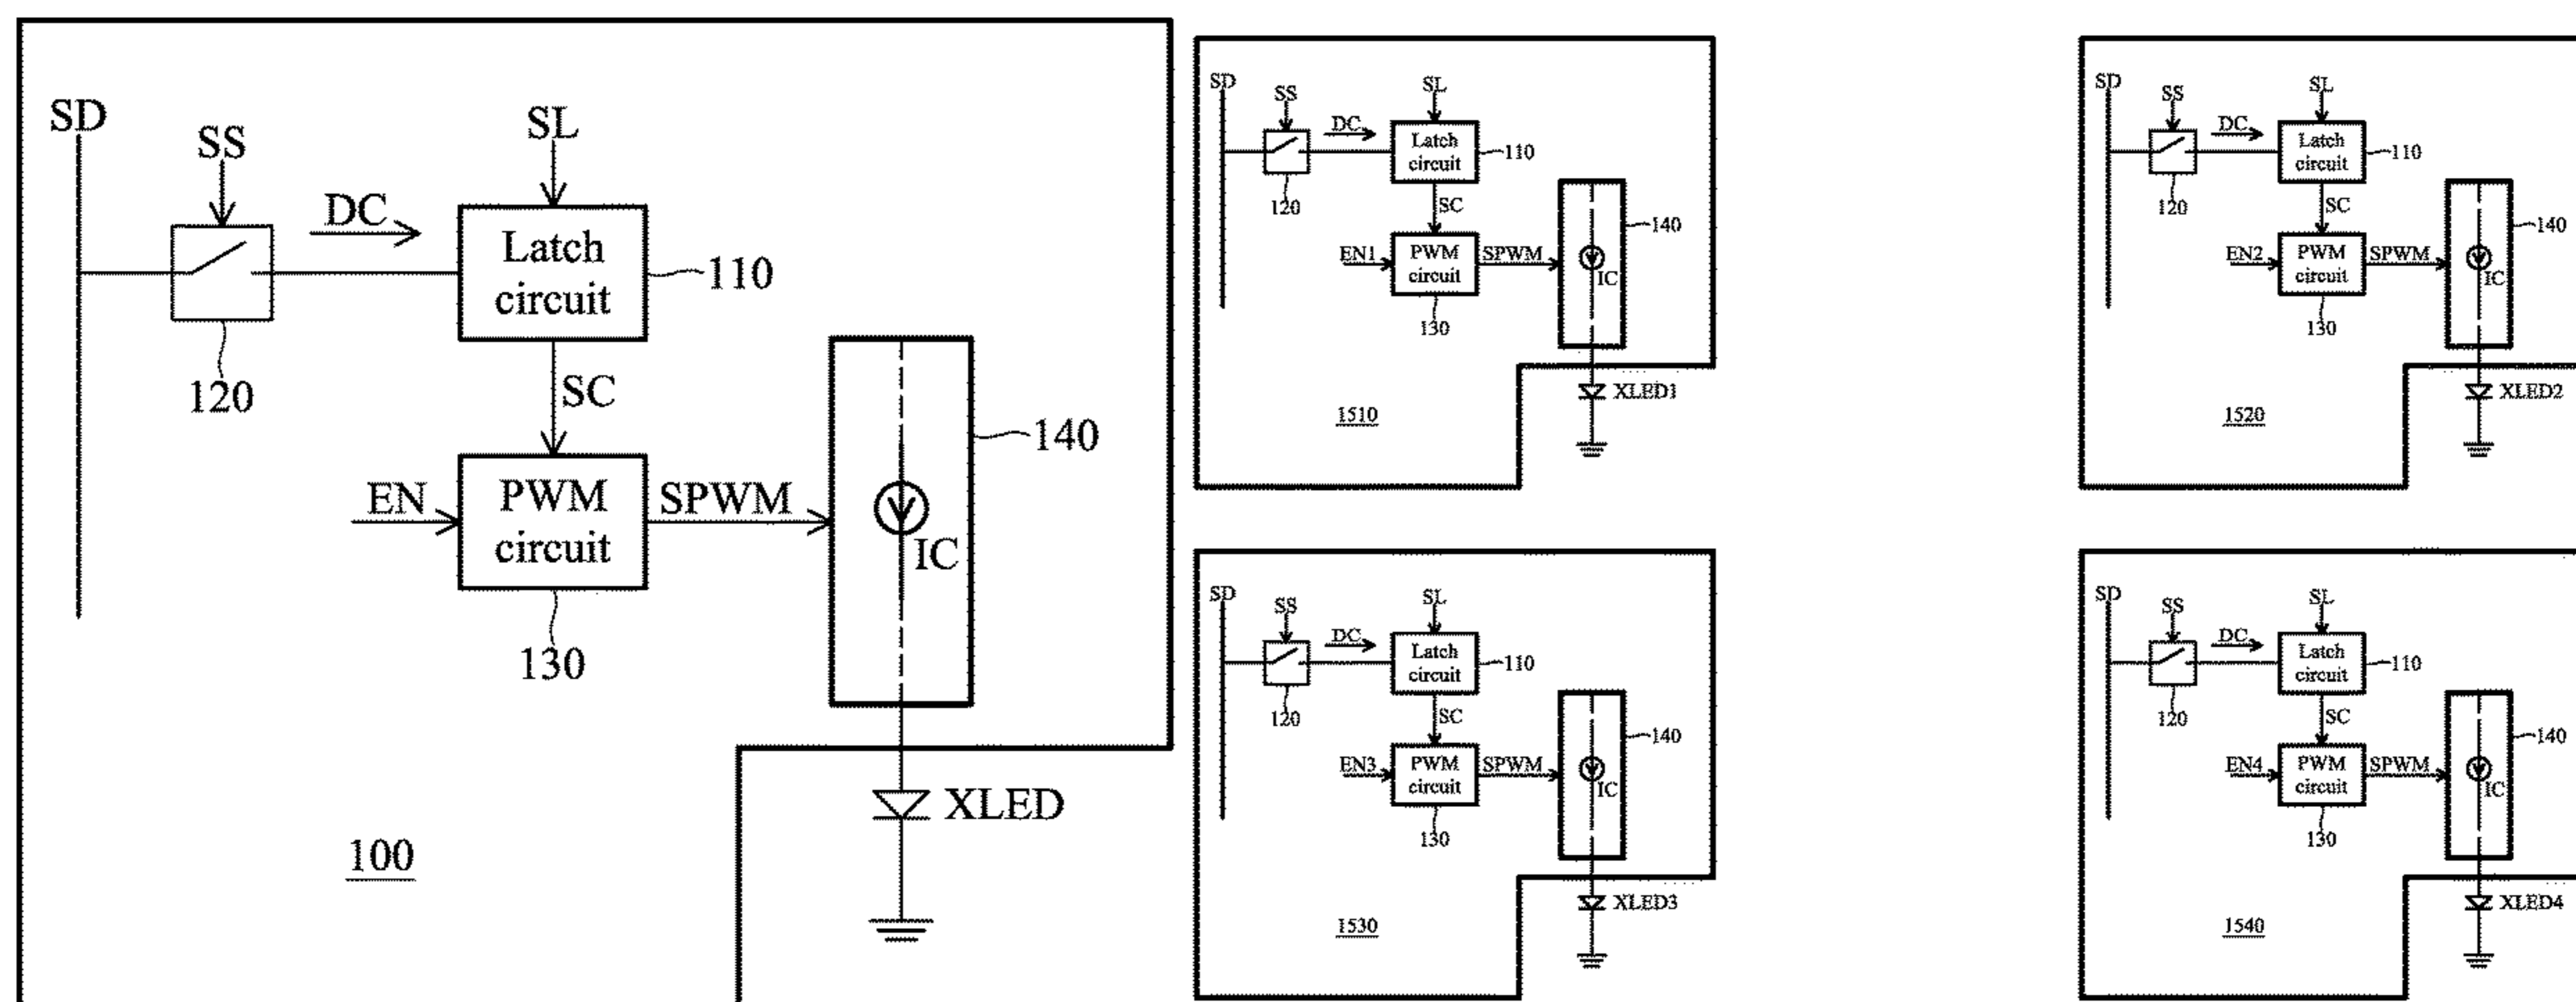 SD
SS
SL
DC
Latch
circuit
110
120
SC
140
EN
PWM
circuit
SPWM
IC
130
XLED
100
SD
SS
SL
DC
Latch
circuit
110
120
SC
140
EN1
PWM
circuit
SPWM
IC
130
XLED1
1510
SD
SS
SL
DC
Latch
circuit
110
120
SC
140
EN2
PWM
circuit
SPWM
IC
130
XLED2
1520
SD
SS
SL
DC
Latch
circuit
110
120
SC
140
EN3
PWM
circuit
SPWM
IC
130
XLED3
1530
SD
SS
SL
DC
Latch
circuit
110
120
SC
140
EN4
PWM
circuit
SPWM
IC
130
XLED4
1540